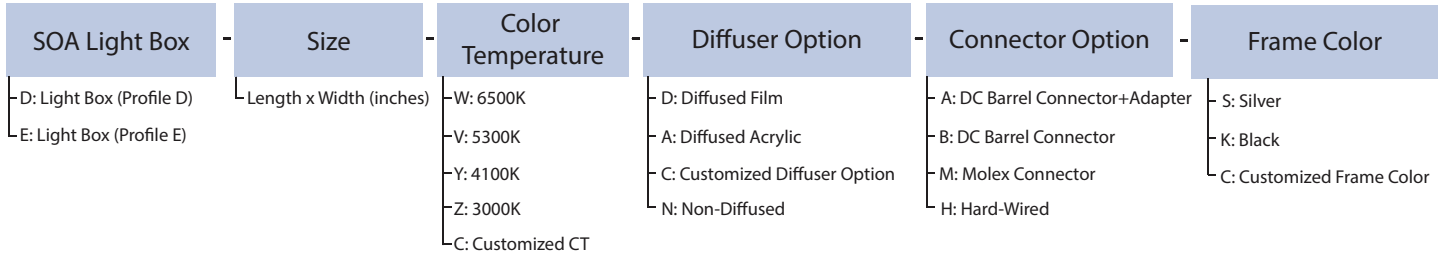 SOA Light Box - Size - Color Temperature - Diffuser Option - Connector Option - Frame Color
D: Light Box (Profile D)
E: Light Box (Profile E)
Length x Width (inches)
W: 6500K
V: 5300K
Y: 4100K
Z: 3000K
C: Customized CT
D: Diffused Film
A: Diffused Acrylic
C: Customized Diffuser Option
N: Non-Diffused
A: DC Barrel Connector+Adapter
B: DC Barrel Connector
M: Molex Connector
H: Hard-Wired
S: Silver
K: Black
C: Customized Frame Color